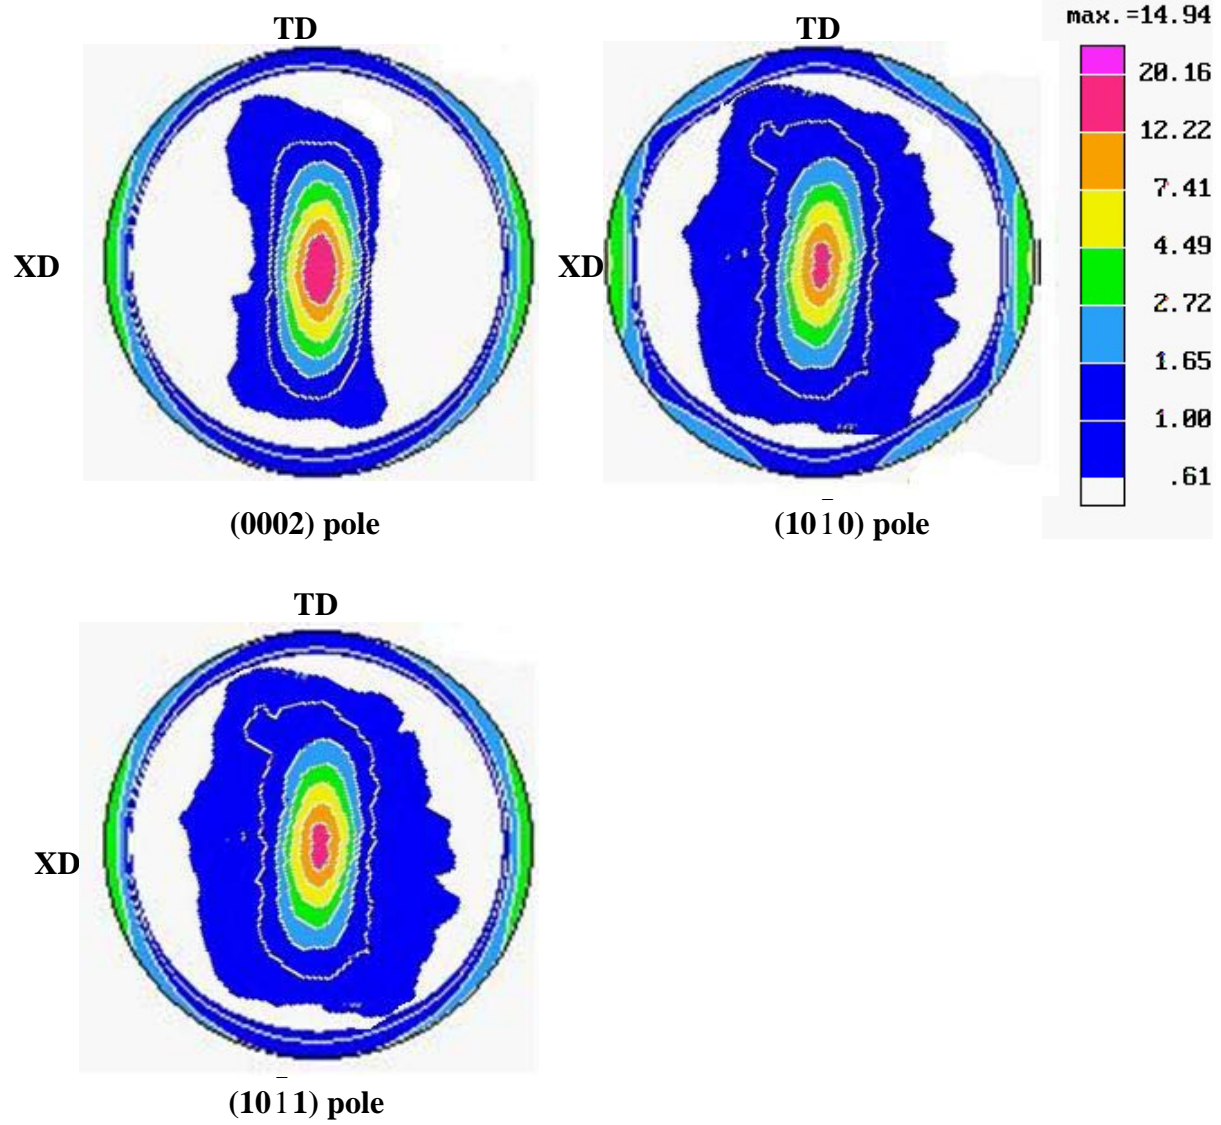 TD
TD
max.=14.94
20.16
12.22
7.41
4.49
2.72
1.65
1.00
.61
XD
XD
(0002) pole
(101̄0) pole
TD
XD
(101̄1) pole